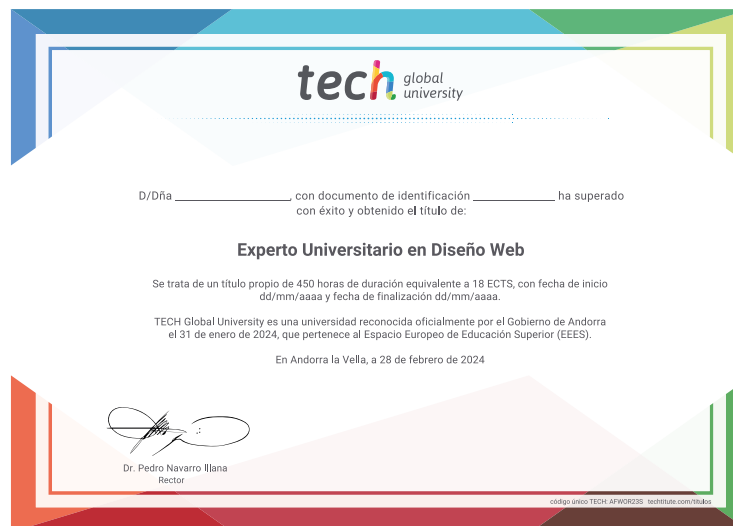 tech global university
D/Dña ______________, con documento de identificación ______________ ha superado
con éxito y obtenido el título de:
Experto Universitario en Diseño Web
Se trata de un título propio de 450 horas de duración equivalente a 18 ECTS, con fecha de inicio
dd/mm/aaaa y fecha de finalización dd/mm/aaaa.
TECH Global University es una universidad reconocida oficialmente por el Gobierno de Andorra
el 31 de enero de 2024, que pertenece al Espacio Europeo de Educación Superior (EEES).
En Andorra la Vella, a 28 de febrero de 2024
Dr. Pedro Navarro Illana
Rector
código único TECH: AFWOR23S techtitute.com/titulos